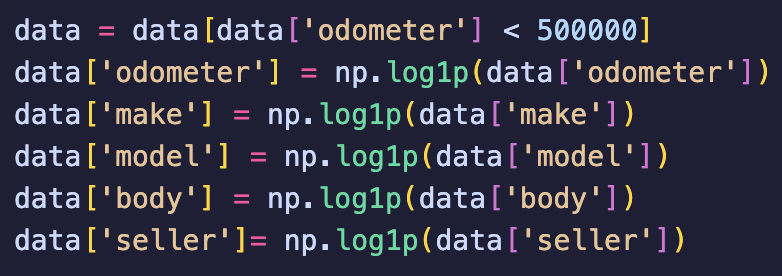 data = data[data['odometer'] < 500000]
data['odometer'] = np.log1p(data['odometer'])
data['make'] = np.log1p(data['make'])
data['model'] = np.log1p(data['model'])
data['body'] = np.log1p(data['body'])
data['seller']= np.log1p(data['seller'])